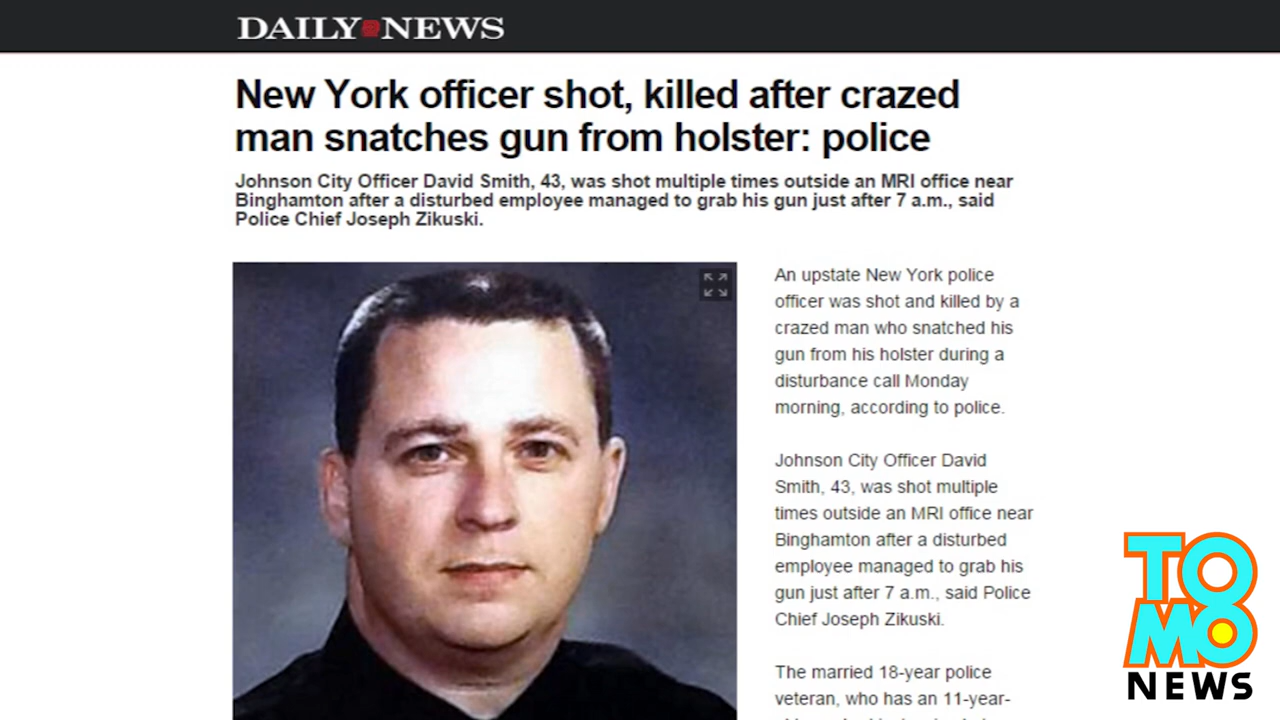 DAILY NEWS
New York officer shot, killed after crazed
man snatches gun from holster: police
Johnson City Officer David Smith, 43, was shot multiple times outside an MRI office near
Binghamton after a disturbed employee managed to grab his gun just after 7 a.m., said
Police Chief Joseph Zikuski.
An upstate New York police
officer was shot and killed by a
crazed man who snatched his
gun from his holster during a
disturbance call Monday
morning, according to police.
Johnson City Officer David
Smith, 43, was shot multiple
times outside an MRI office near
Binghamton after a disturbed
employee managed to grab his
gun just after 7 a.m., said Police
Chief Joseph Zikuski.
The married 18-year police
veteran, who has an 11-year-
TO
MO
NEWS